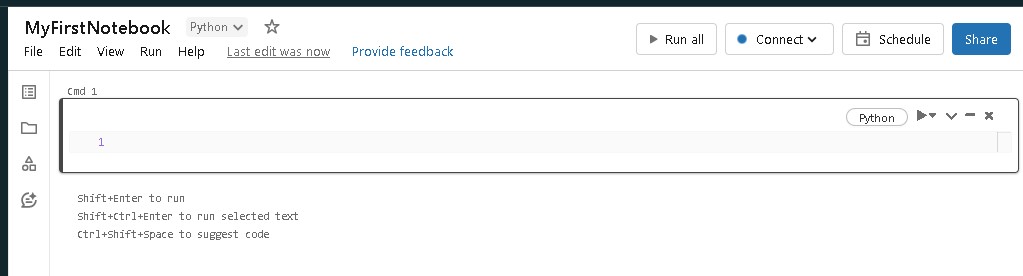 MyFirstNotebook Python
File Edit View Run Help Last edit was now Provide feedback
Run all Connect Schedule Share
Cmd 1
Python
1
Shift+Enter to run
Shift+Ctrl+Enter to run selected text
Ctrl+Shift+Space to suggest code